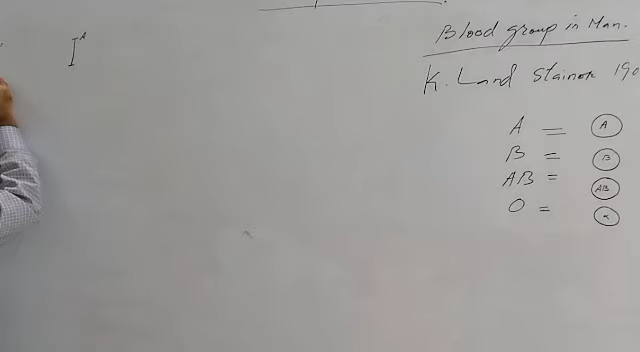 I^A
Blood group in Man.
K. Land Stainer 190
A = A
B = B
AB = AB
O =